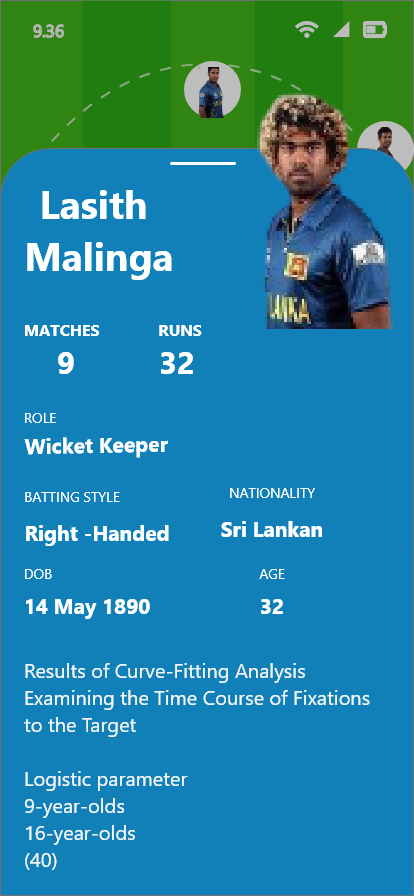 9.36
Lasith
Malinga
LANKA
MATCHES RUNS
9 32
ROLE
Wicket Keeper
BATTING STYLE NATIONALITY
Right -Handed Sri Lankan
DOB AGE
14 May 1890 32
Results of Curve-Fitting Analysis
Examining the Time Course of Fixations
to the Target
Logistic parameter
9-year-olds
16-year-olds
(40)